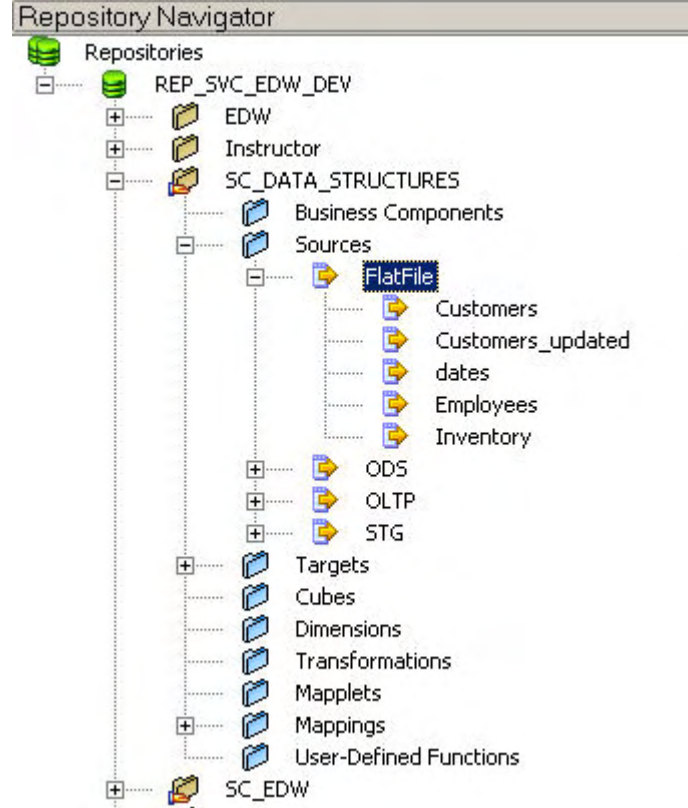 Repository Navigator
Repositories
REP_SVC_EDW_DEV
EDW
Instructor
SC_DATA_STRUCTURES
Business Components
Sources
FlatFile
Customers
Customers_updated
dates
Employees
Inventory
ODS
OLTP
STG
Targets
Cubes
Dimensions
Transformations
Mapplets
Mappings
User-Defined Functions
SC_EDW